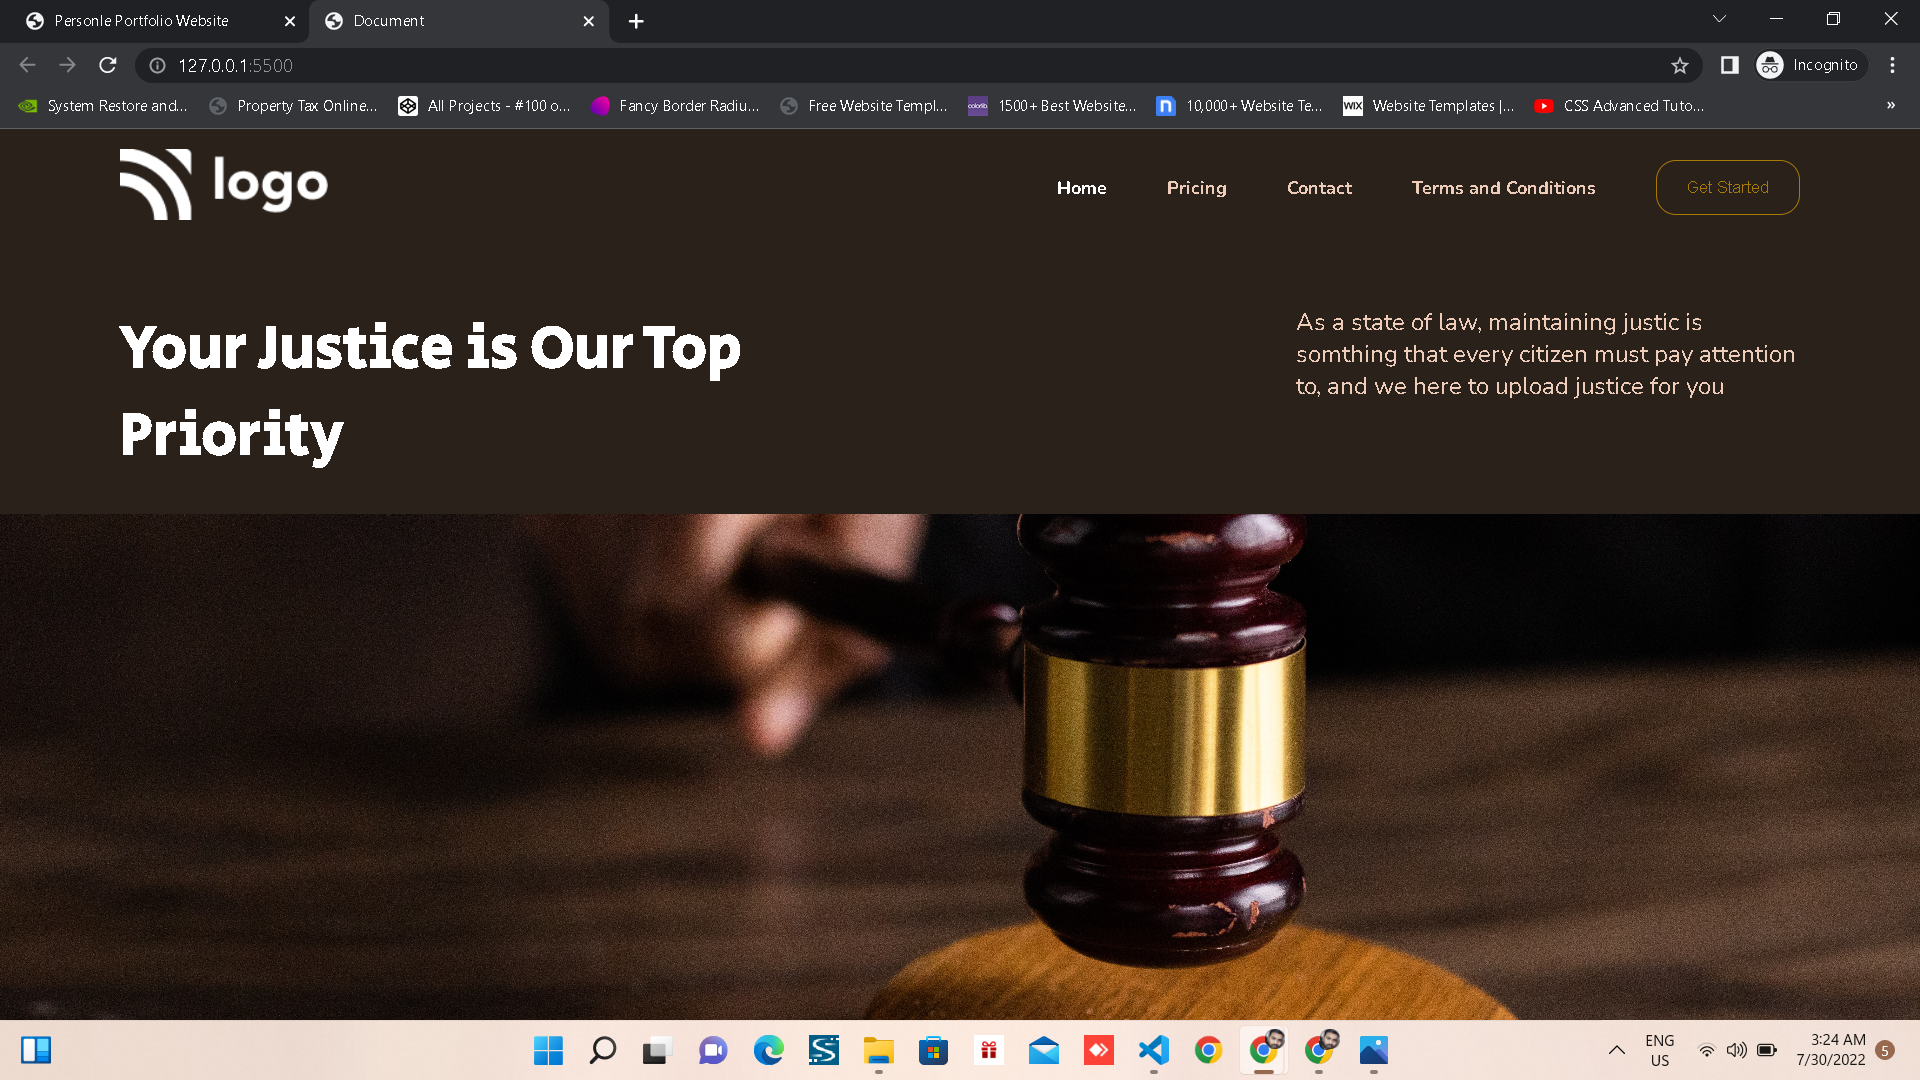 Personle Portfolio Website
Document
127.0.0.1:5500
Incognito
System Restore and...
Property Tax Online...
All Projects - #100 o...
Fancy Border Radiu...
Free Website Templ...
colorlib
1500+ Best Website...
n
10,000+ Website Te...
WIX
Website Templates |...
CSS Advanced Tuto...
»
logo
Home
Pricing
Contact
Terms and Conditions
Get Started
Your Justice is Our Top
Priority
As a state of law, maintaining justic is
somthing that every citizen must pay attention
to, and we here to upload justice for you
S
ENG
US
3:24 AM
7/30/2022
5